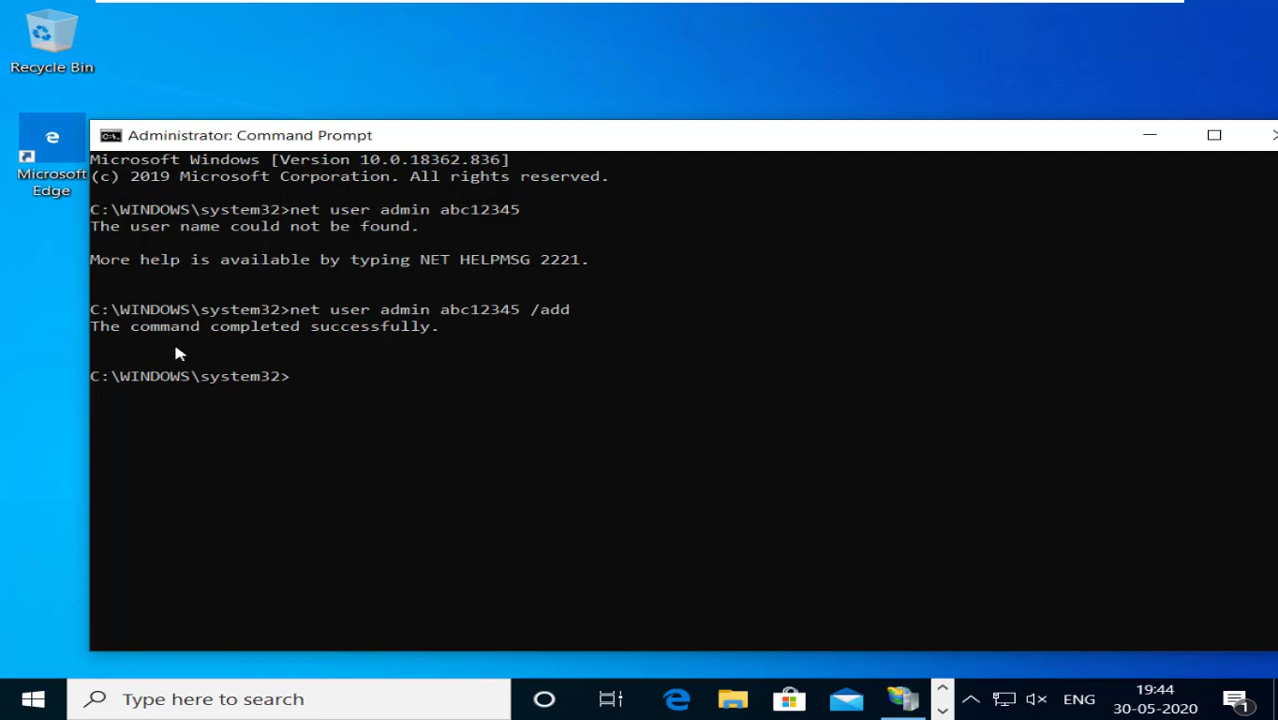 Recycle Bin
Microsoft
Edge
Administrator: Command Prompt
Microsoft Windows [Version 10.0.18362.836]
(c) 2019 Microsoft Corporation. All rights reserved.
C:\WINDOWS\system32>net user admin abc12345
The user name could not be found.
More help is available by typing NET HELPMSG 2221.
C:\WINDOWS\system32>net user admin abc12345 /add
The command completed successfully.
C:\WINDOWS\system32>
Type here to search
ENG
19:44
30-05-2020
1